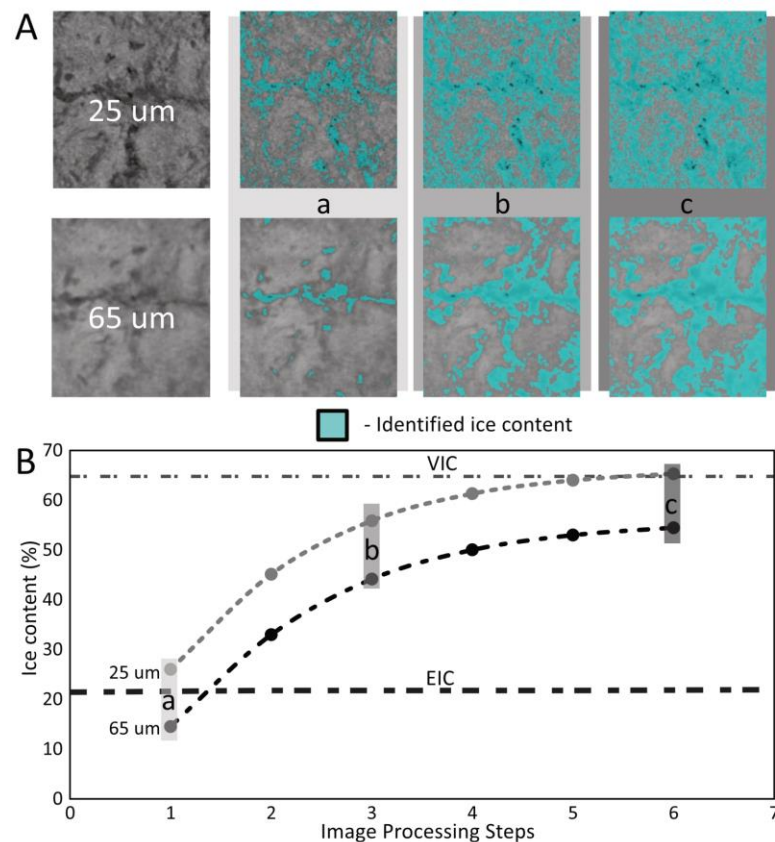 A
25 um
a
b
c
65 um
- Identified ice content
B
70
60
50
40
30
20
10
0
Ice content (%)
VIC
EIC
25 um
65 um
a
b
c
0
1
2
3
4
5
6
7
Image Processing Steps